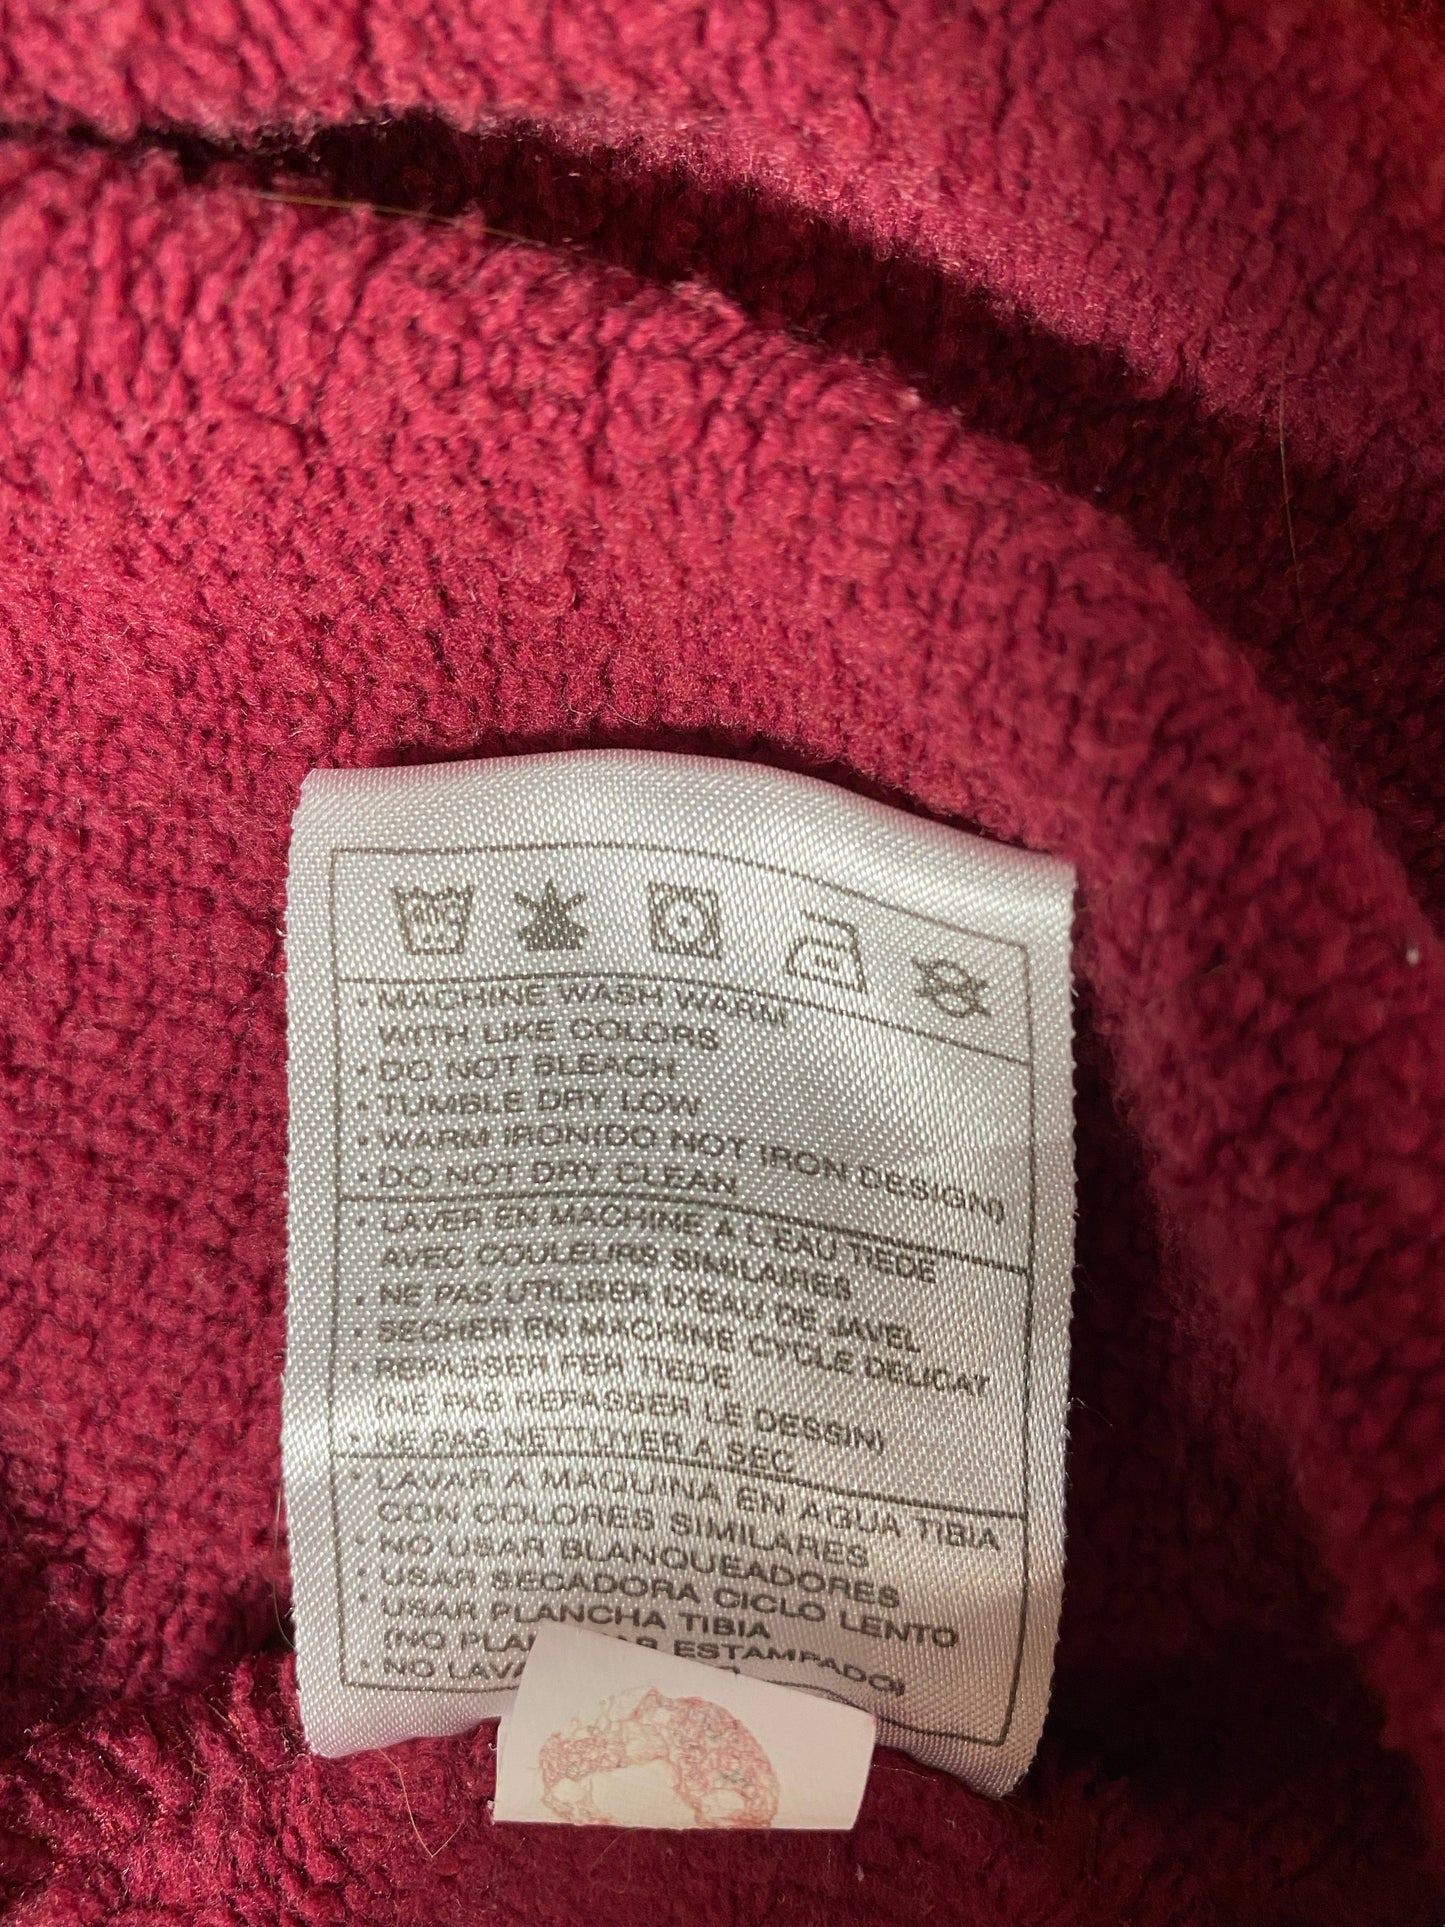 • MACHINE WASH WARM
WITH LIKE COLORS
• DO NOT BLEACH
• TUMBLE DRY LOW
• WARM IRON(DO NOT IRON DESIGN)
• DO NOT DRY CLEAN
• LAVER EN MACHINE A L'EAU TIEDE
AVEC COULEURS SIMILAIRES
• NE PAS UTILISER D'EAU DE JAVEL
• SECHER EN MACHINE CYCLE DELICAT
• REPASSER FER TIEDE
(NE PAS REPASSER LE DESSIN)
• NE PAS NETTOYER A SEC
• LAVAR A MAQUINA EN AGUA TIBIA
CON COLORES SIMILARES
• NO USAR BLANQUEADORES
• USAR SECADORA CICLO LENTO
• USAR PLANCHA TIBIA
(NO ESTAMPADO)
• NO